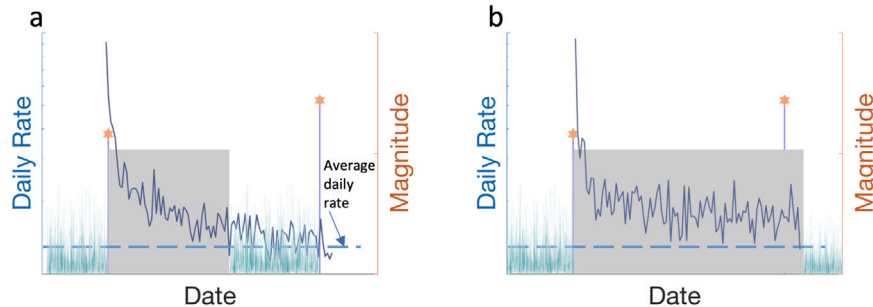 a
Daily Rate
Average
daily
rate
Magnitude
Date
b
Daily Rate
Magnitude
Date